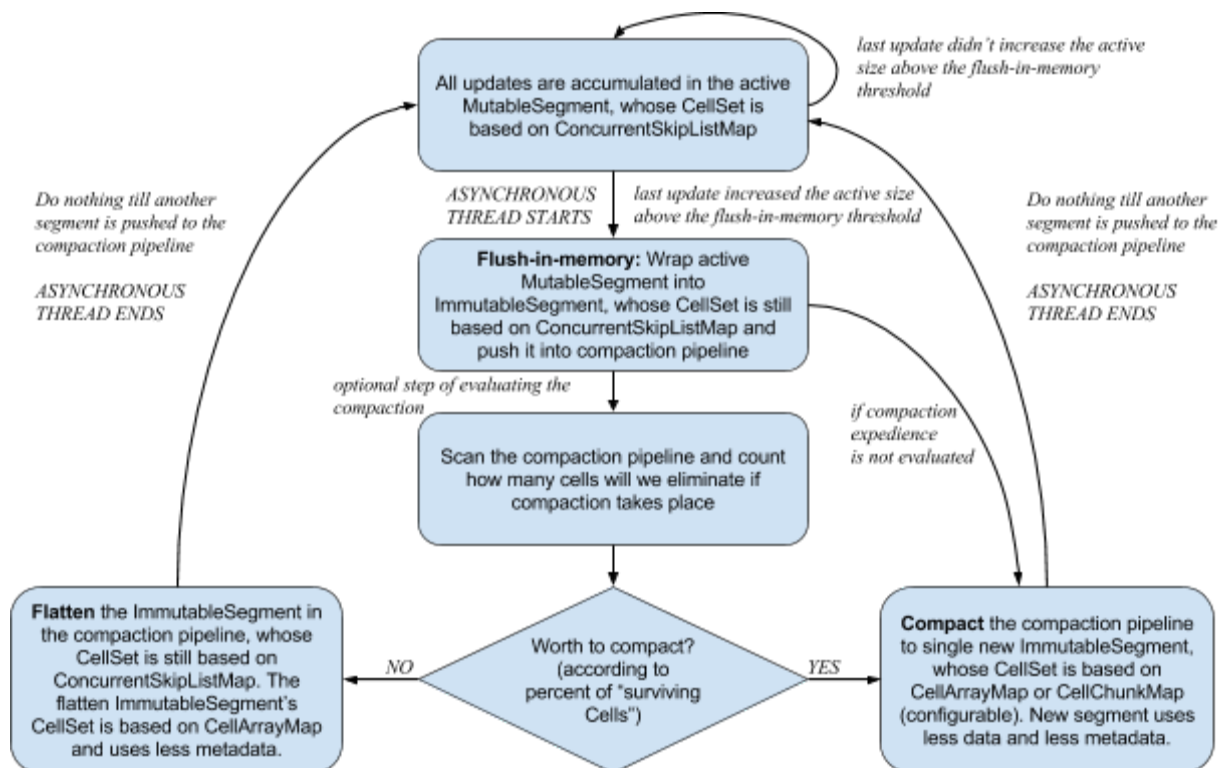 last update didn´t increase the active
size above the flush-in-memory
threshold
All updates are accumulated in the active
MutableSegment, whose CellSet is
based on ConcurrentSkipListMap
Do nothing till another
segment is pushed to the
compaction pipeline
ASYNCHRONOUS
THREAD ENDS
ASYNCHRONOUS
THREAD STARTS
last update increased the active size
above the flush-in-memory threshold
Do nothing till another
segment is pushed to the
compaction pipeline
ASYNCHRONOUS
THREAD ENDS
Flush-in-memory: Wrap active
MutableSegment into
ImmutableSegment, whose CellSet is still
based on ConcurrentSkipListMap and
push it into compaction pipeline
optional step of evaluating the
compaction
if compaction
expedience
is not evaluated
Scan the compaction pipeline and count
how many cells will we eliminate if
compaction takes place
Worth to compact?
(according to
percent of “surviving
Cells”)
NO
YES
Flatten the ImmutableSegment in
the compaction pipeline, whose
CellSet is still based on
ConcurrentSkipListMap. The
flatten ImmutableSegment’s
CellSet is based on CellArrayMap
and uses less metadata.
Compact the compaction pipeline
to single new ImmutableSegment,
whose CellSet is based on
CellArrayMap or CellChunkMap
(configurable). New segment uses
less data and less metadata.